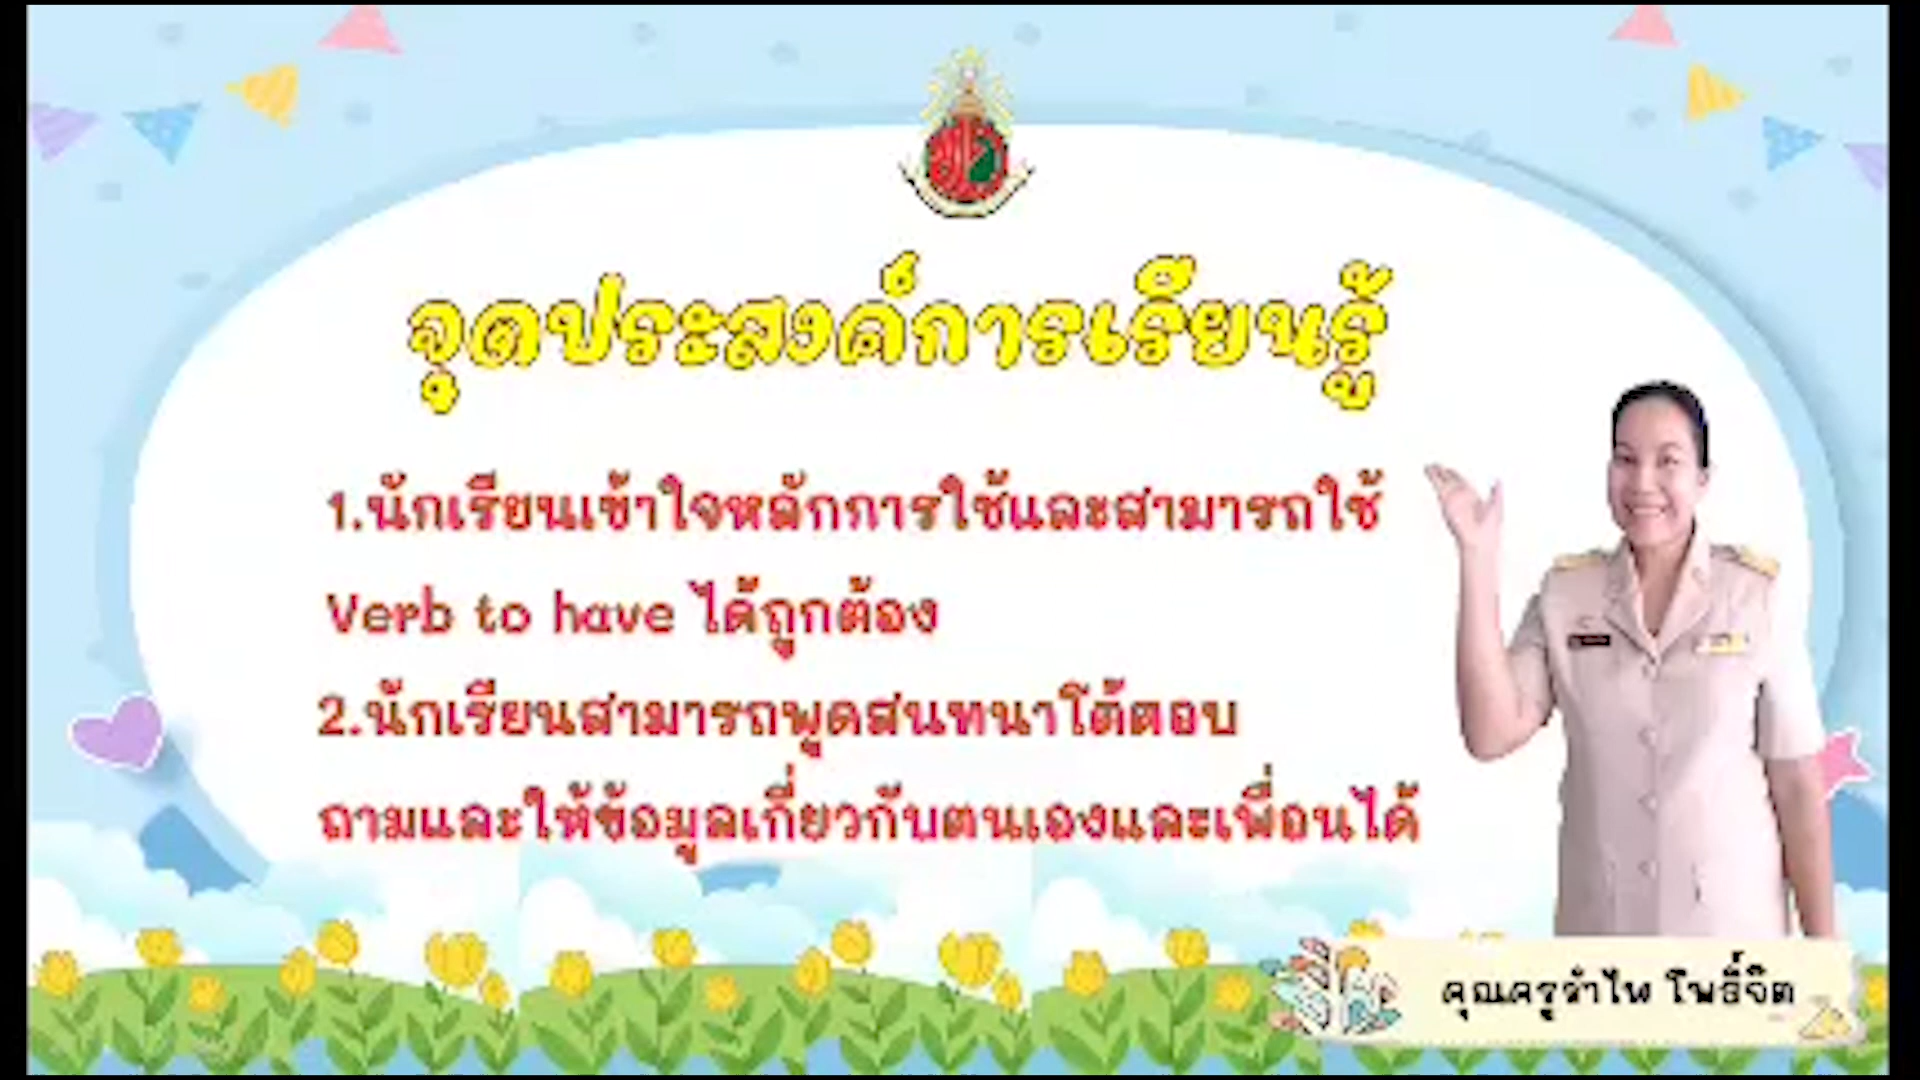 จุดประสงค์การเรียนรู้
1.นักเรียนเข้าใจหลักการใช้และสามารถใช้
Verb to have ได้ถูกต้อง
2.นักเรียนสามารถพูดสนทนาโต้ตอบ
ถามและให้ข้อมูลเกี่ยวกับตนเองและเพื่อนได้
คุณครูรำไพ โพธิ์จิต